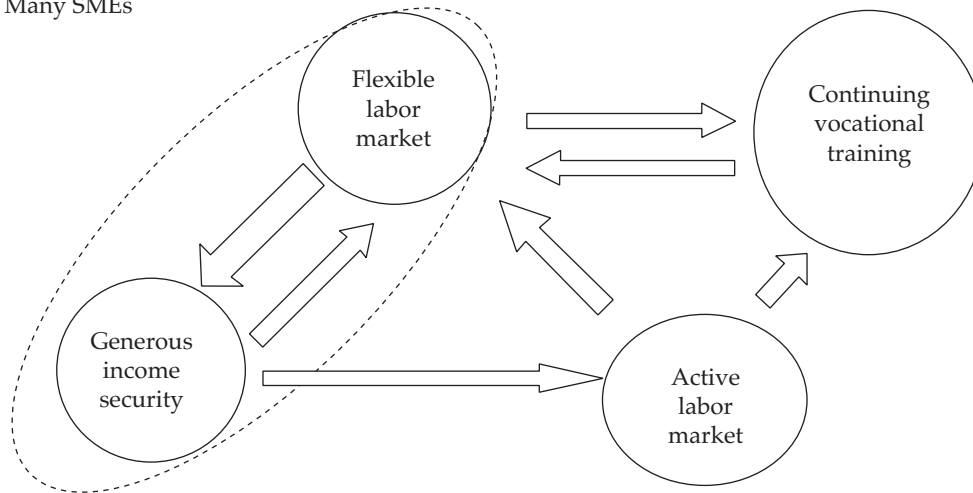 Many SMEs
Flexible
labor
market
Continuing
vocational
training
Generous
income
security
Active
labor
market